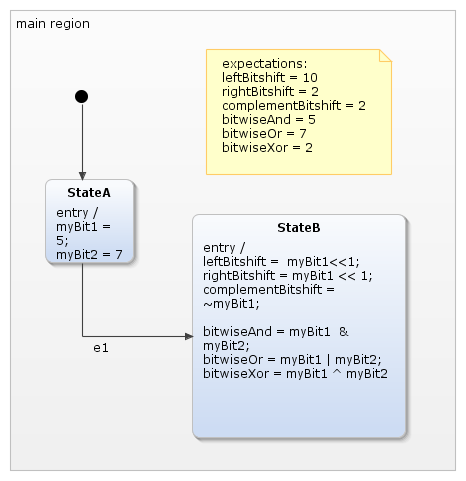 main region
expectations:
leftBitshift = 10
rightBitshift = 2
complementBitshift = 2
bitwiseAnd = 5
bitwiseOr = 7
bitwiseXor = 2
StateA
entry /
myBit1 =
5;
myBit2 = 7
StateB
entry /
leftBitshift =  myBit1<<1;
rightBitshift = myBit1 << 1;
complementBitshift =
~myBit1;
bitwiseAnd = myBit1  &
myBit2;
bitwiseOr = myBit1 | myBit2;
bitwiseXor = myBit1 ^ myBit2
e1